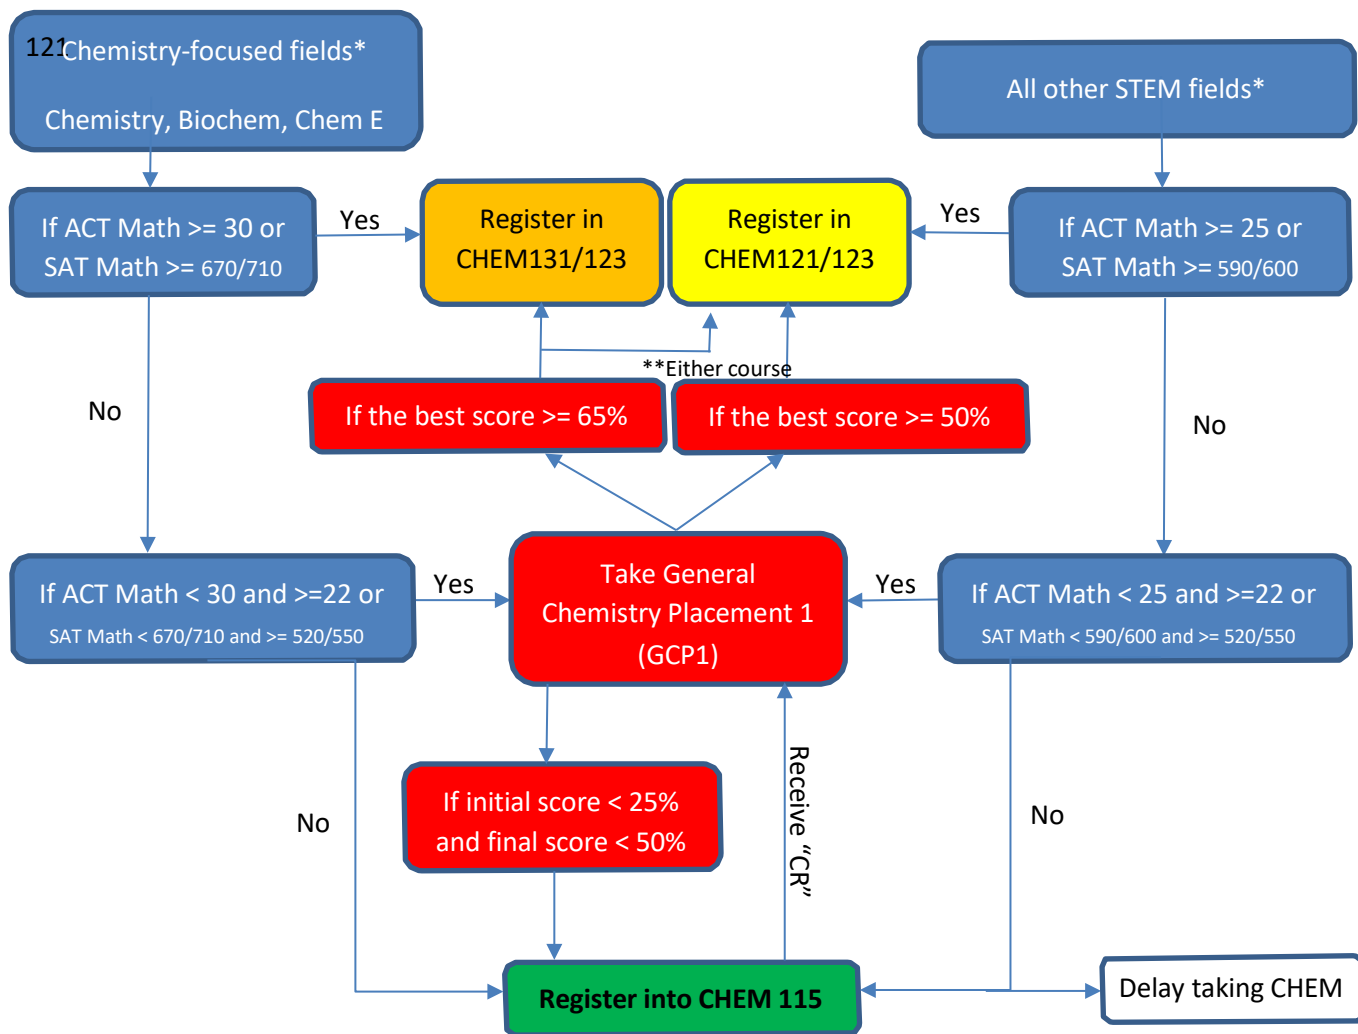 121
Chemistry-focused fields*
Chemistry, Biochem, Chem E
All other STEM fields*
If ACT Math >= 30 or
SAT Math >= 670/710
Yes
Register in
CHEM131/123
Register in
CHEM121/123
Yes
If ACT Math >= 25 or
SAT Math >= 590/600
**Either course
No
If the best score >= 65%
If the best score >= 50%
No
If ACT Math < 30 and >=22 or
SAT Math < 670/710 and >= 520/550
Yes
Take General
Chemistry Placement 1
(GCP1)
Yes
If ACT Math < 25 and >=22 or
SAT Math < 590/600 and >= 520/550
No
If initial score < 25%
and final score < 50%
Receive “CR”
No
Register into CHEM 115
Delay taking CHEM